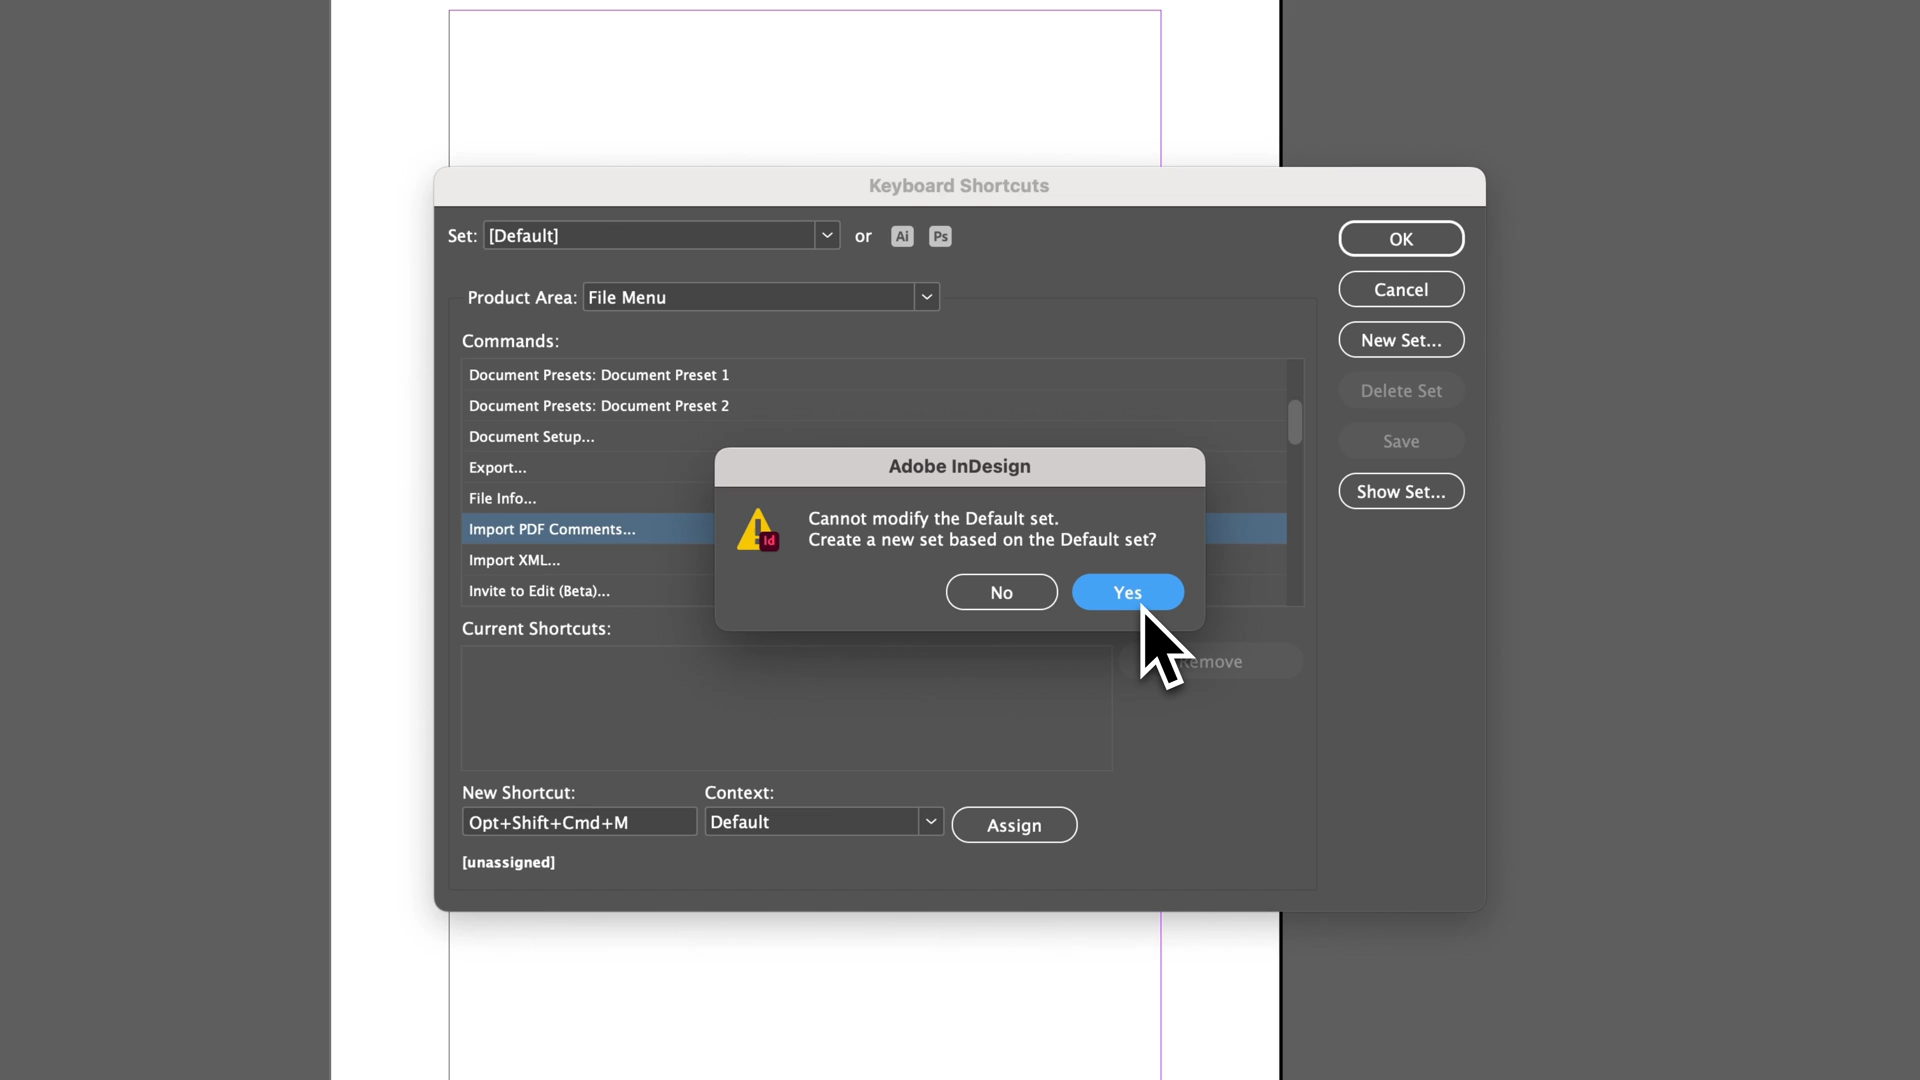 Keyboard Shortcuts
Set: [Default] or Ai Ps
OK
Product Area: File Menu
Cancel
Commands:
New Set...
Document Presets: Document Preset 1
Document Presets: Document Preset 2
Delete Set
Document Setup...
Save
Export...
File Info...
Show Set...
Import PDF Comments...
Import XML...
Invite to Edit (Beta)...
Adobe InDesign
Id
Cannot modify the Default set.
Create a new set based on the Default set?
No Yes
Current Shortcuts:
emove
New Shortcut: Context:
Opt+Shift+Cmd+M Default Assign
[unassigned]